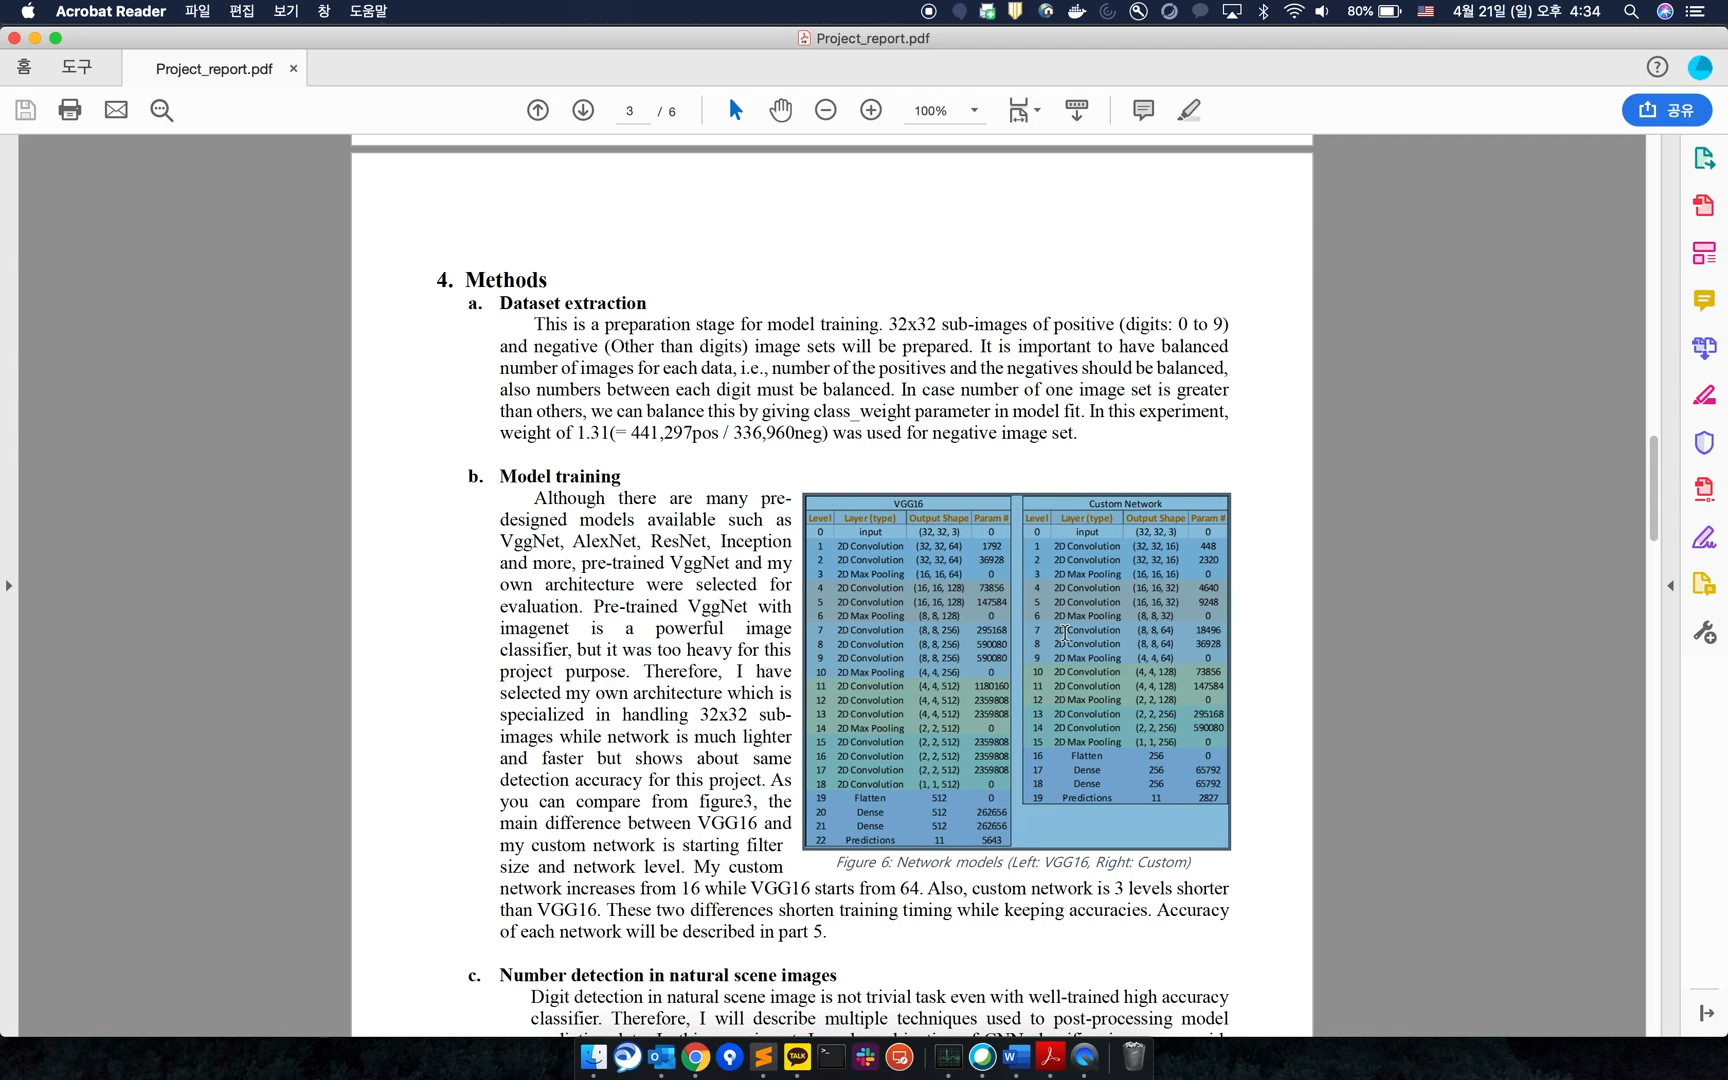 Acrobat Reader 파일 편집 보기 창 도움말 80% 4월 21일 (일) 오후 4:34
Project_report.pdf
홈 도구 Project_report.pdf ×
3 / 6 100% 공유
4. Methods
a. Dataset extraction
This is a preparation stage for model training. 32x32 sub-images of positive (digits: 0 to 9)
and negative (Other than digits) image sets will be prepared. It is important to have balanced
number of images for each data, i.e., number of the positives and the negatives should be balanced,
also numbers between each digit must be balanced. In case number of one image set is greater
than others, we can balance this by giving class_weight parameter in model fit. In this experiment,
weight of 1.31(= 441,297pos / 336,960neg) was used for negative image set.
b. Model training
Although there are many pre-
designed models available such as
VggNet, AlexNet, ResNet, Inception
and more, pre-trained VggNet and my
own architecture were selected for
evaluation. Pre-trained VggNet with
imagenet is a powerful image
classifier, but it was too heavy for this
project purpose. Therefore, I have
selected my own architecture which is
specialized in handling 32x32 sub-
images while network is much lighter
and faster but shows about same
detection accuracy for this project. As
you can compare from figure3, the
main difference between VGG16 and
my custom network is starting filter
size and network level. My custom
network increases from 16 while VGG16 starts from 64. Also, custom network is 3 levels shorter
than VGG16. These two differences shorten training timing while keeping accuracies. Accuracy
of each network will be described in part 5.
VGG16
Level Layer (type) Output Shape Param #
0 input (32, 32, 3) 0
1 2D Convolution (32, 32, 64) 1792
2 2D Convolution (32, 32, 64) 36928
3 2D Max Pooling (16, 16, 64) 0
4 2D Convolution (16, 16, 128) 73856
5 2D Convolution (16, 16, 128) 147584
6 2D Max Pooling (8, 8, 128) 0
7 2D Convolution (8, 8, 256) 295168
8 2D Convolution (8, 8, 256) 590080
9 2D Convolution (8, 8, 256) 590080
10 2D Max Pooling (4, 4, 256) 0
11 2D Convolution (4, 4, 512) 1180160
12 2D Convolution (4, 4, 512) 2359808
13 2D Convolution (4, 4, 512) 2359808
14 2D Max Pooling (2, 2, 512) 0
15 2D Convolution (2, 2, 512) 2359808
16 2D Convolution (2, 2, 512) 2359808
17 2D Convolution (2, 2, 512) 2359808
18 2D Convolution (1, 1, 512) 0
19 Flatten 512 0
20 Dense 512 262656
21 Dense 512 262656
22 Predictions 11 5643
Custom Network
Level Layer (type) Output Shape Param #
0 input (32, 32, 3) 0
1 2D Convolution (32, 32, 16) 448
2 2D Convolution (32, 32, 16) 2320
3 2D Max Pooling (16, 16, 16) 0
4 2D Convolution (16, 16, 32) 4640
5 2D Convolution (16, 16, 32) 9248
6 2D Max Pooling (8, 8, 32) 0
7 2D Convolution (8, 8, 64) 18496
8 2D Convolution (8, 8, 64) 36928
9 2D Max Pooling (4, 4, 64) 0
10 2D Convolution (4, 4, 128) 73856
11 2D Convolution (4, 4, 128) 147584
12 2D Max Pooling (2, 2, 128) 0
13 2D Convolution (2, 2, 256) 295168
14 2D Convolution (2, 2, 256) 590080
15 2D Max Pooling (1, 1, 256) 0
16 Flatten 256 0
17 Dense 256 65792
18 Dense 256 65792
19 Predictions 11 2827
Figure 6: Network models (Left: VGG16, Right: Custom)
c. Number detection in natural scene images
Digit detection in natural scene image is not trivial task even with well-trained high accuracy
classifier. Therefore, I will describe multiple techniques used to post-processing model
TALK